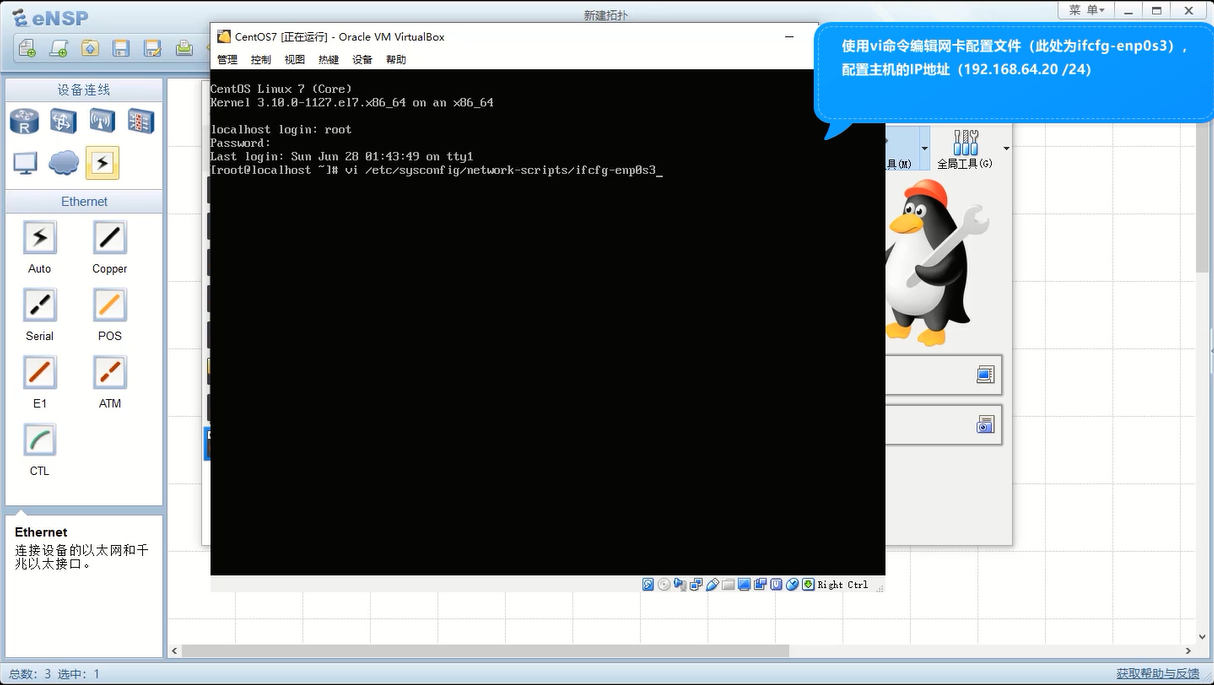 eNSP
新建拓扑
菜 单
CentOS7 [正在运行] - Oracle VM VirtualBox
管理 控制 视图 热键 设备 帮助
使用vi命令编辑网卡配置文件（此处为ifcfg-enp0s3），
配置主机的IP地址（192.168.64.20 /24）
设备连线
CentOS Linux 7 (Core)
Kernel 3.10.0-1127.el7.x86_64 on an x86_64
localhost login: root
Password:
Last login: Sun Jun 28 01:43:49 on tty1
[root@localhost ~]# vi /etc/sysconfig/network-scripts/ifcfg-enp0s3_
具(M)
全局工具(G)
Ethernet
Auto
Copper
Serial
POS
E1
ATM
CTL
Ethernet
连接设备的以太网和千
兆以太接口。
Right Ctrl
总数: 3 选中: 1
获取帮助与反馈